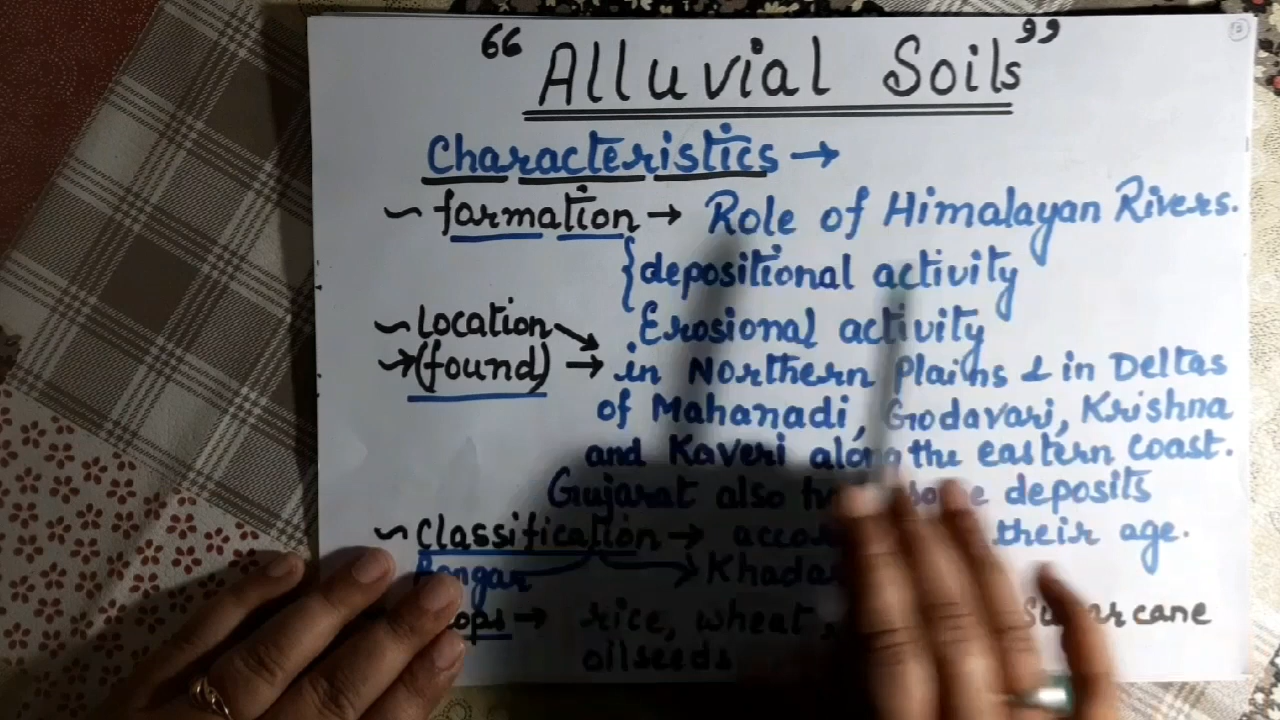 “ Alluvial Soils ”
Characteristics →
~ formation → Role of Himalayan Rivers.
{depositional activity
~ Location Erosional activity
→ (found) → in Northern Plains & in Deltas
of Mahanadi, Godavari, Krishna
and Kaveri along the eastern coast.
Gujarat also deposits
~ Classification → their age.
Bangar
→ rice, wheat, Sugarcane
oilseeds